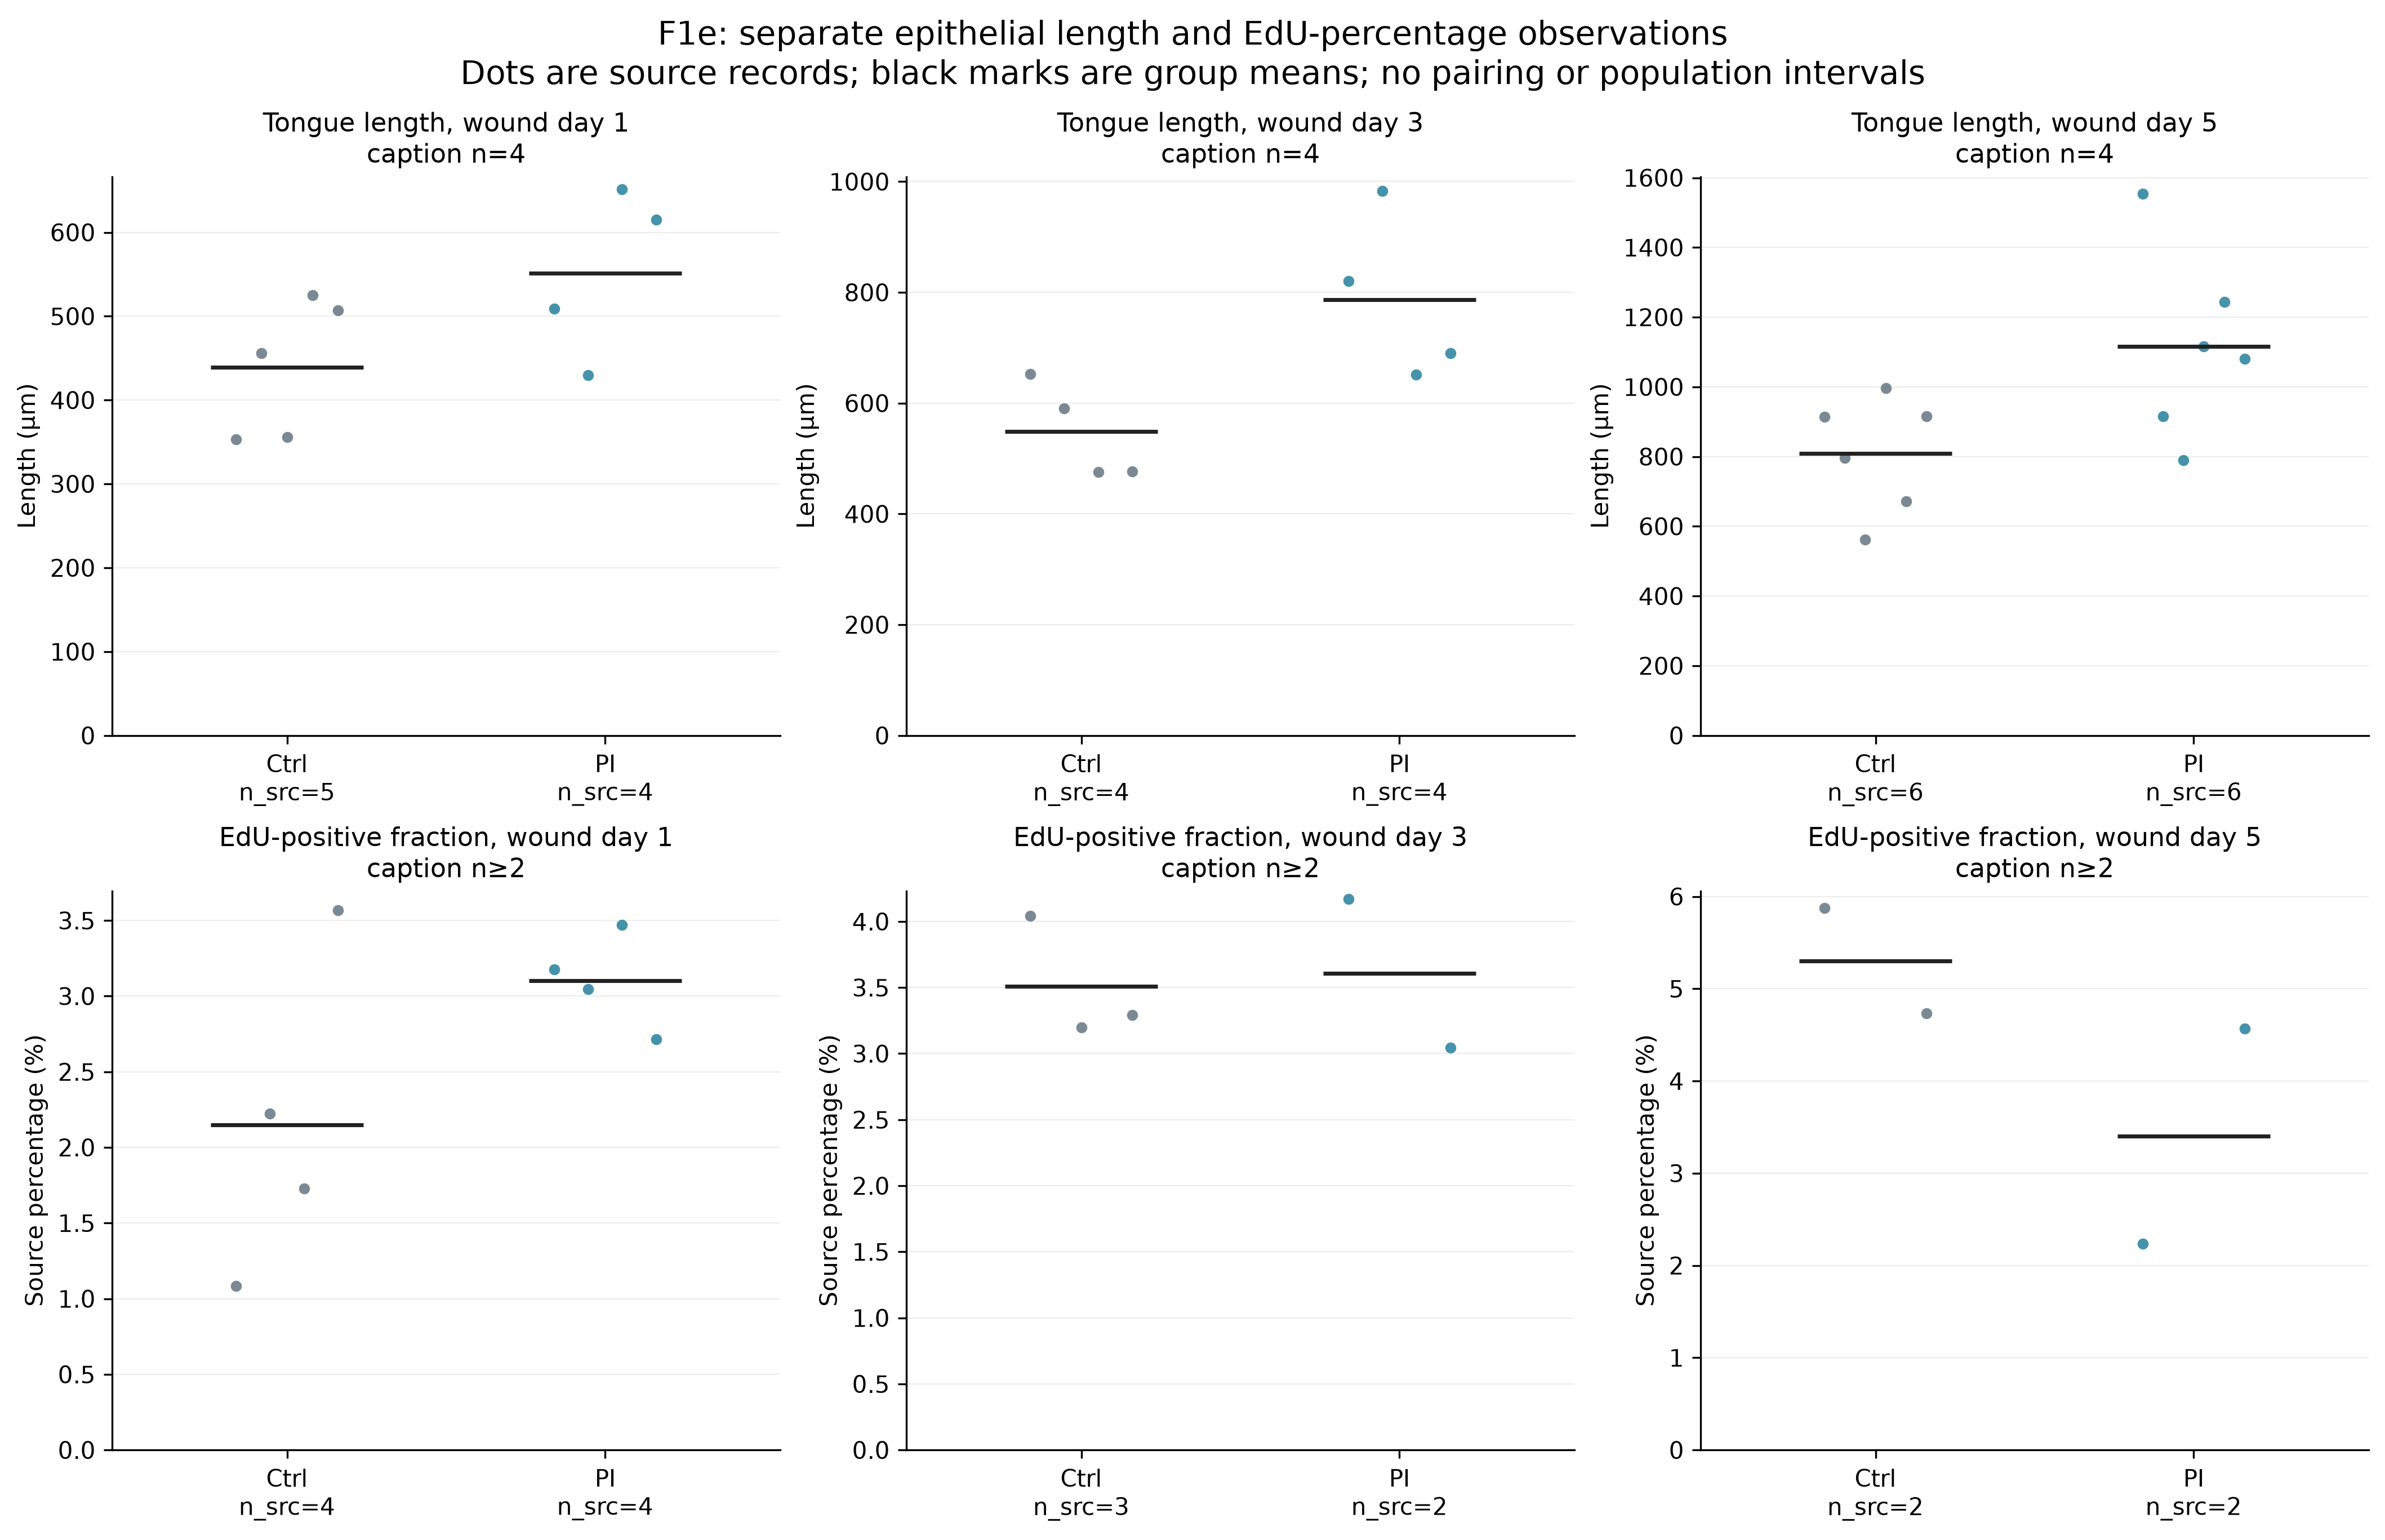 F1e: separate epithelial length and EdU-percentage observations
Dots are source records; black marks are group means; no pairing or population intervals
Tongue length, wound day 1
caption n=4
Length (µm)
600
500
400
300
200
100
0
Ctrl
n_src=5
PI
n_src=4
Tongue length, wound day 3
caption n=4
Length (µm)
1000
800
600
400
200
0
Ctrl
n_src=4
PI
n_src=4
Tongue length, wound day 5
caption n=4
Length (µm)
1600
1400
1200
1000
800
600
400
200
0
Ctrl
n_src=6
PI
n_src=6
EdU-positive fraction, wound day 1
caption n≥2
Source percentage (%)
3.5
3.0
2.5
2.0
1.5
1.0
0.5
0.0
Ctrl
n_src=4
PI
n_src=4
EdU-positive fraction, wound day 3
caption n≥2
Source percentage (%)
4.0
3.5
3.0
2.5
2.0
1.5
1.0
0.5
0.0
Ctrl
n_src=3
PI
n_src=2
EdU-positive fraction, wound day 5
caption n≥2
Source percentage (%)
6
5
4
3
2
1
0
Ctrl
n_src=2
PI
n_src=2